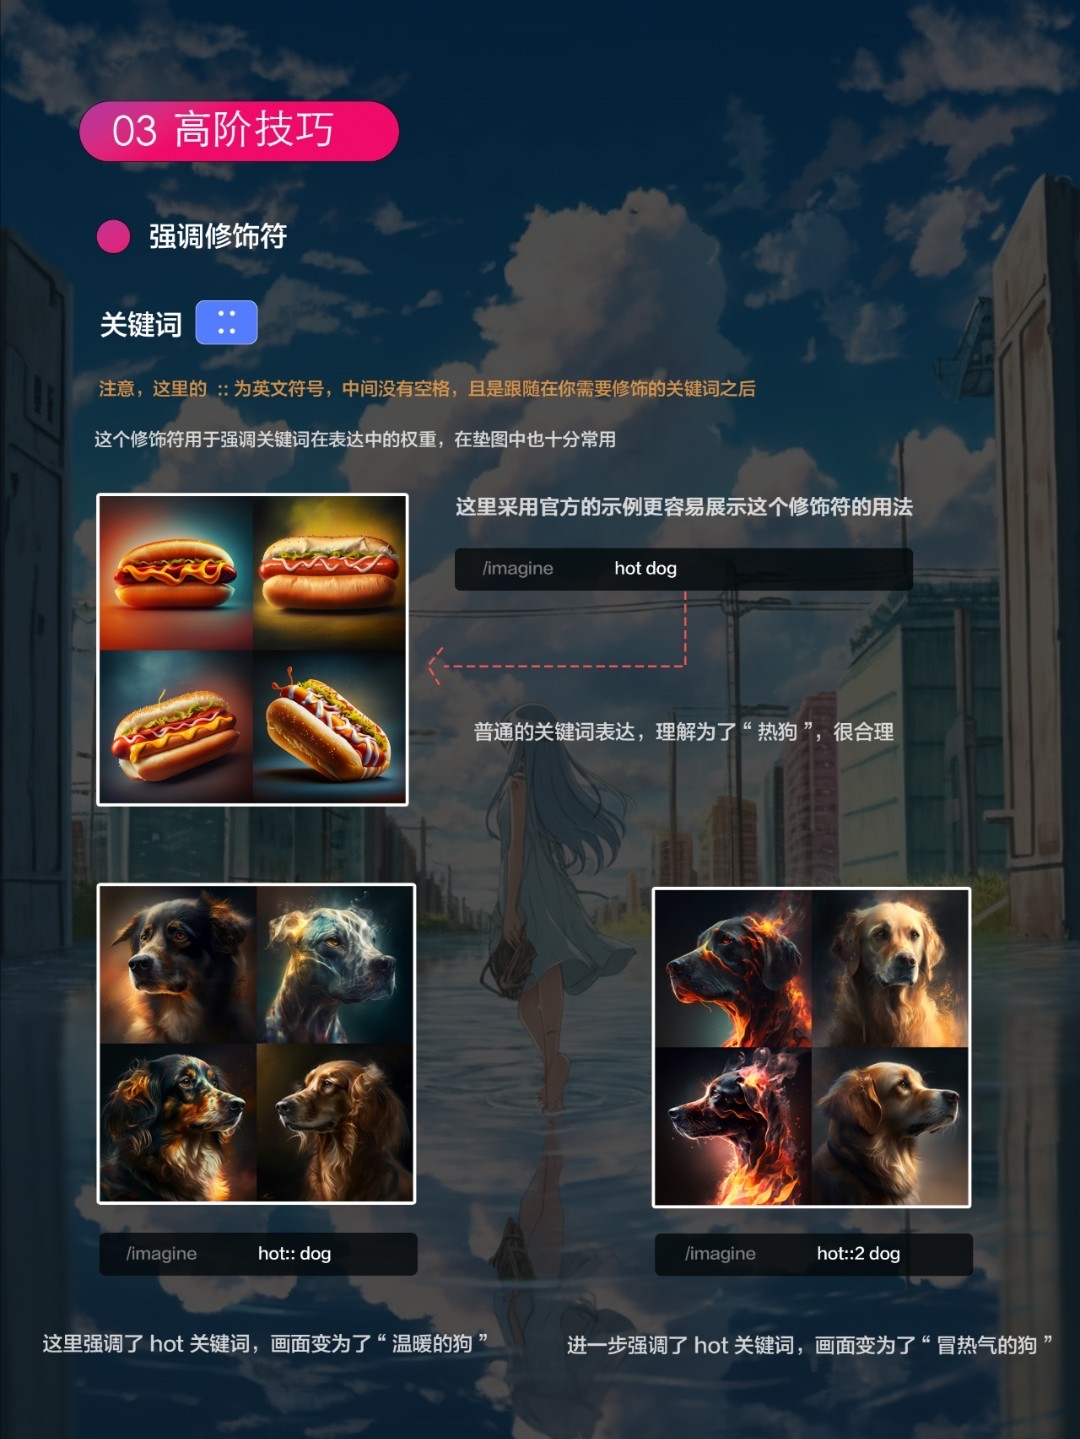 03 高阶技巧
强调修饰符
关键词 ::
注意，这里的 :: 为英文符号，中间没有空格，且是跟随在你需要修饰的关键词之后
这个修饰符用于强调关键词在表达中的权重，在垫图中也十分常用
这里采用官方的示例更容易展示这个修饰符的用法
/imagine hot dog
普通的关键词表达，理解为了“热狗”，很合理
/imagine hot:: dog
/imagine hot::2 dog
这里强调了 hot 关键词，画面变为了“温暖的狗”
进一步强调了 hot 关键词，画面变为了“冒热气的狗”